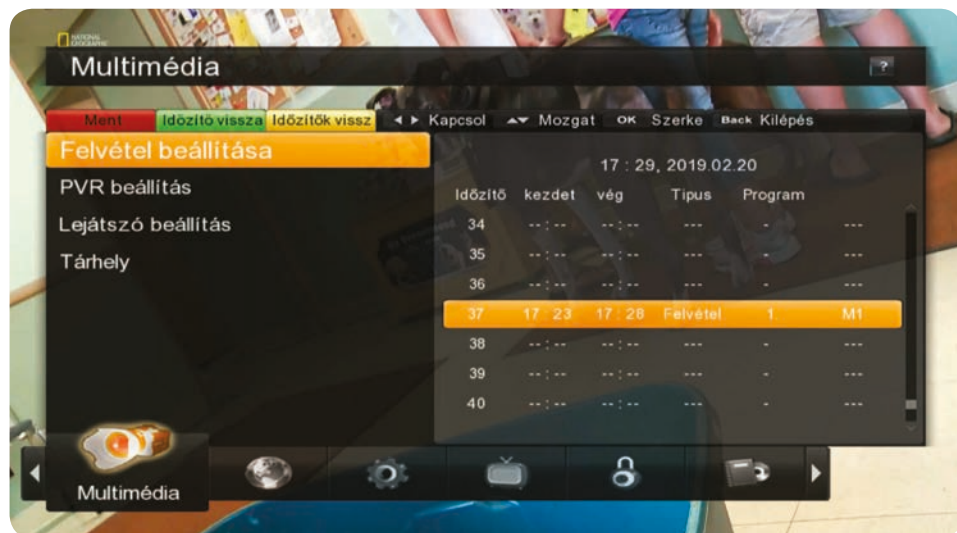 NATIONAL
GEOGRAPHIC
Multimédia
?
Ment Időzítő vissza Időzítők vissz ◄ ► Kapcsol ▲▼ Mozgat OK Szerke Back Kilépés
Felvétel beállítása
PVR beállítás
Lejátszó beállítás
Tárhely
17 : 29, 2019.02.20
Időzítő kezdet vég Tipus Program
34 -- : -- -- : -- --- - ---
35 -- : -- -- : -- --- - ---
36 -- : -- -- : -- --- - ---
37 17 : 23 17 : 28 Felvétel 1. M1
38 -- : -- -- : -- --- - ---
39 -- : -- -- : -- --- - ---
40 -- : -- -- : -- --- - ---
Multimédia